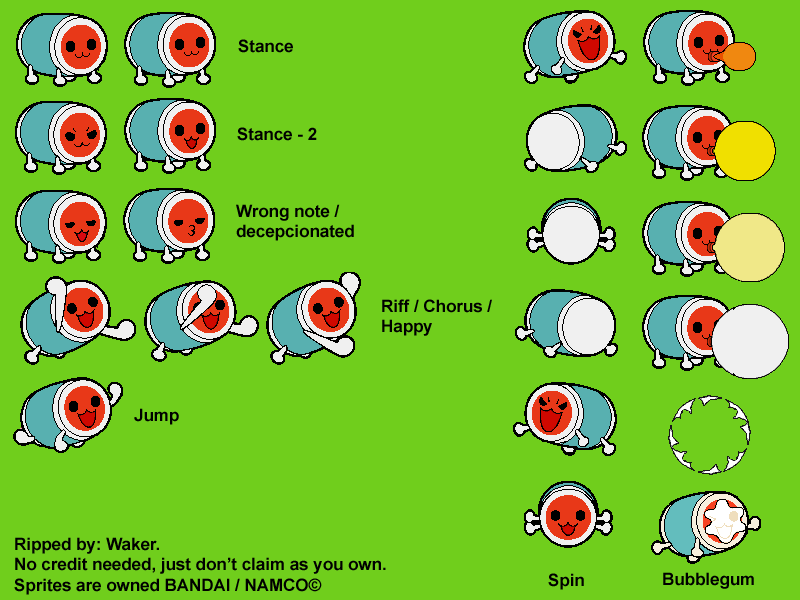 Stance
Stance - 2
Wrong note /
decepcionated
Riff / Chorus /
Happy
Jump
Ripped by: Waker.
No credit needed, just don't claim as you own.
Sprites are owned BANDAI / NAMCO©
Spin
Bubblegum